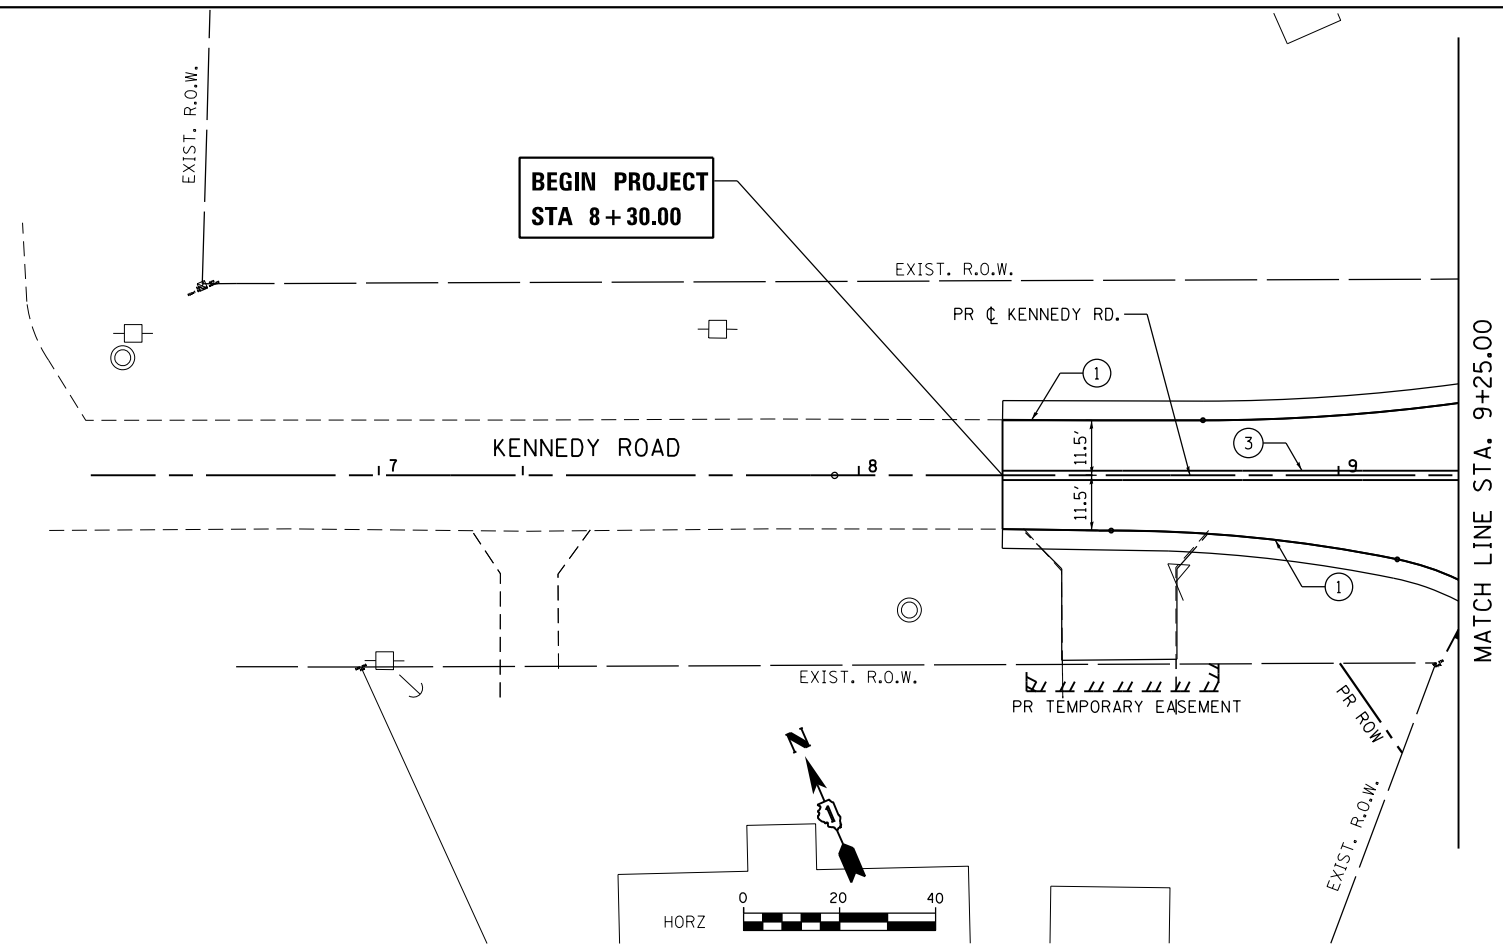 EXIST. R.O.W.
BEGIN PROJECT
STA 8+30.00
EXIST. R.O.W.
PR ℄ KENNEDY RD.
1
MATCH LINE STA. 9+25.00
KENNEDY ROAD
11.5'
3
7
8
9
11.5'
1
EXIST. R.O.W.
PR TEMPORARY EASEMENT
PR ROW
N
EXIST. R.O.W.
HORZ
0 20 40